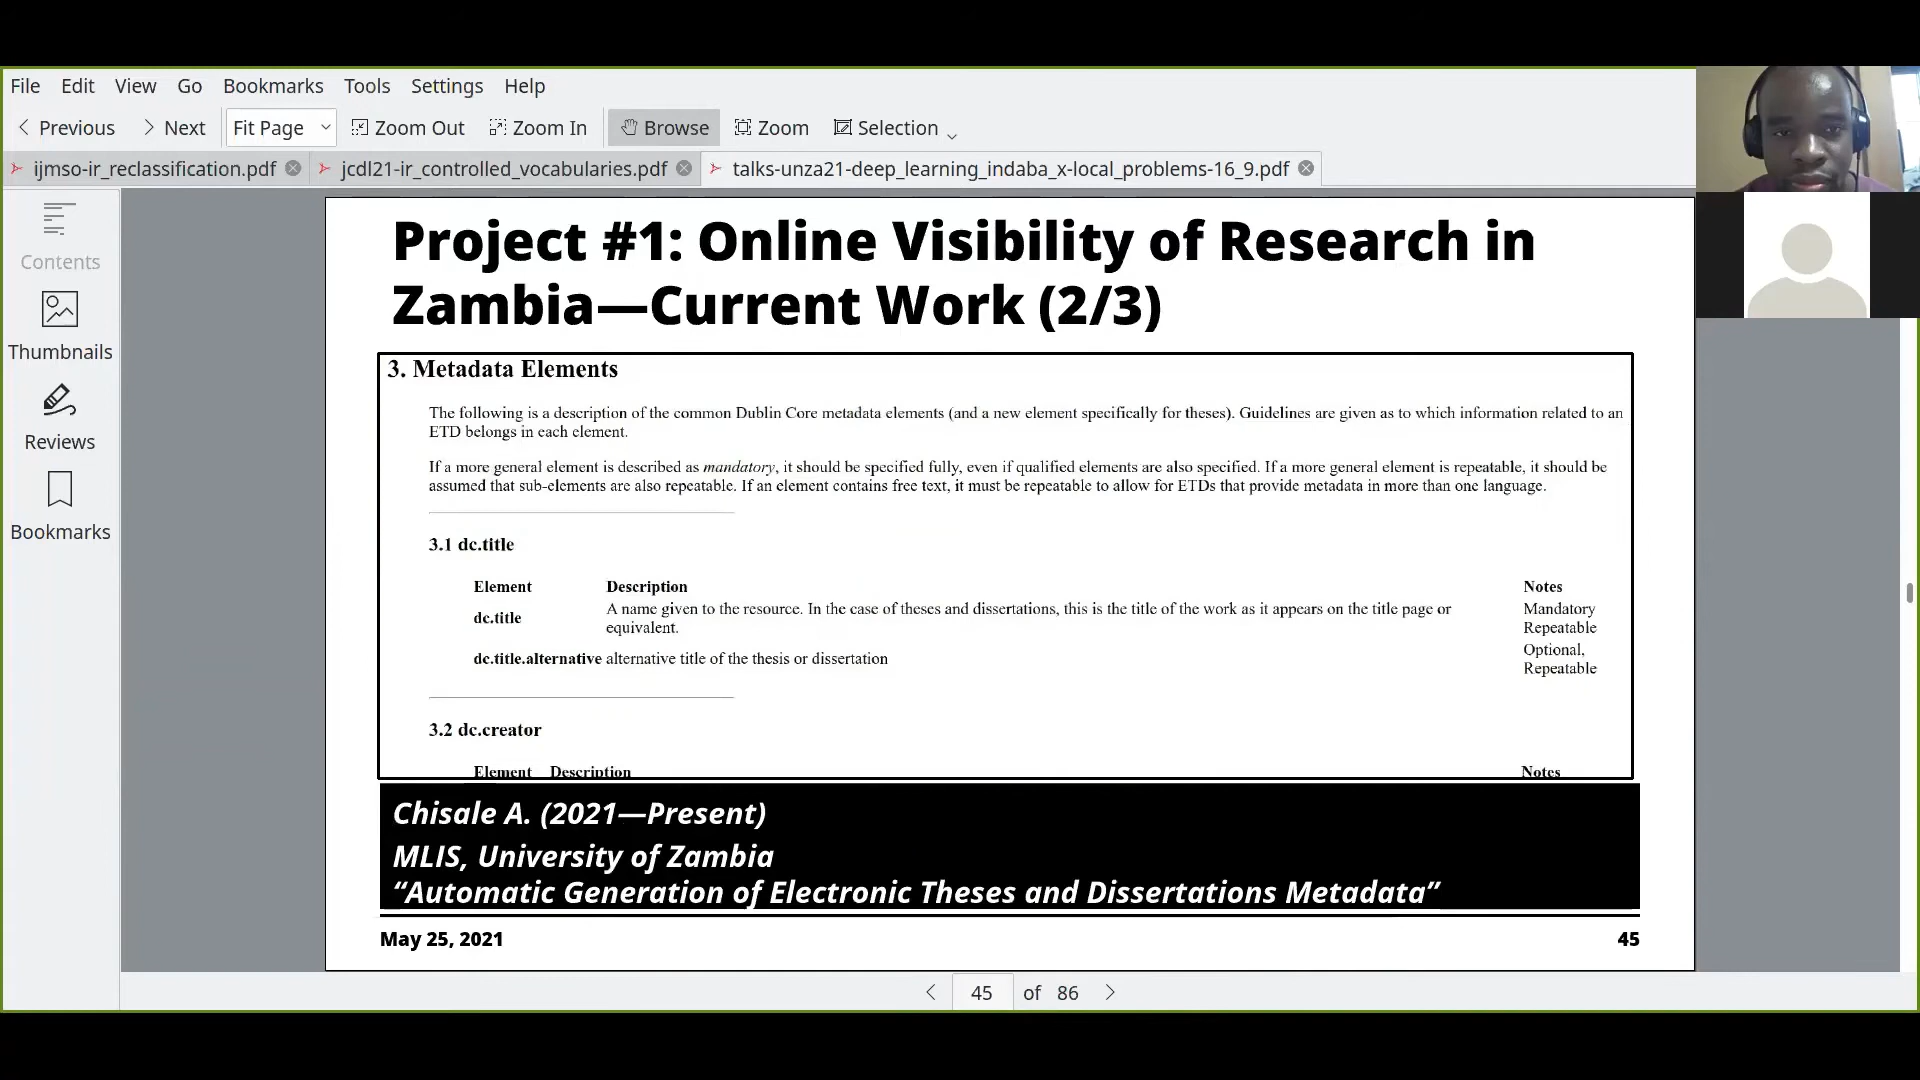 File Edit View Go Bookmarks Tools Settings Help
Previous Next Fit Page Zoom Out Zoom In Browse Zoom Selection
ijmso-ir_reclassification.pdf jcdl21-ir_controlled_vocabularies.pdf talks-unza21-deep_learning_indaba_x-local_problems-16_9.pdf
Contents
Thumbnails
Reviews
Bookmarks
Project #1: Online Visibility of Research in
Zambia—Current Work (2/3)
3. Metadata Elements
The following is a description of the common Dublin Core metadata elements (and a new element specifically for theses). Guidelines are given as to which information related to an
ETD belongs in each element.
If a more general element is described as mandatory, it should be specified fully, even if qualified elements are also specified. If a more general element is repeatable, it should be
assumed that sub-elements are also repeatable. If an element contains free text, it must be repeatable to allow for ETDs that provide metadata in more than one language.
3.1 dc.title
Element Description Notes
dc.title A name given to the resource. In the case of theses and dissertations, this is the title of the work as it appears on the title page or Mandatory
equivalent. Repeatable
dc.title.alternative alternative title of the thesis or dissertation Optional,
Repeatable
3.2 dc.creator
Element Description Notes
Chisale A. (2021—Present)
MLIS, University of Zambia
“Automatic Generation of Electronic Theses and Dissertations Metadata”
May 25, 2021 45
45 of 86